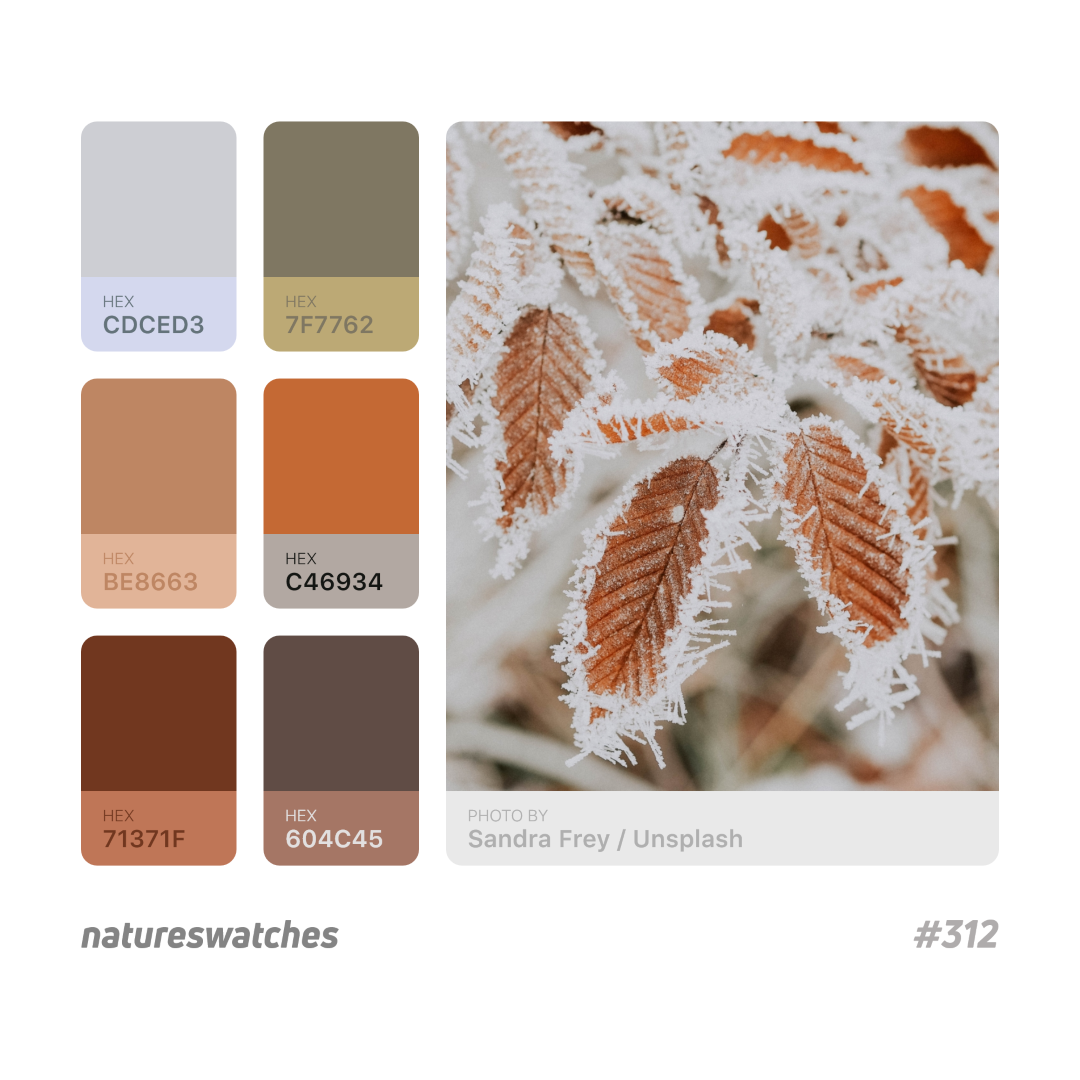 HEX
CDCED3
HEX
7F7762
HEX
BE8663
HEX
C46934
HEX
71371F
HEX
604C45
PHOTO BY
Sandra Frey / Unsplash
natureswatches
#312